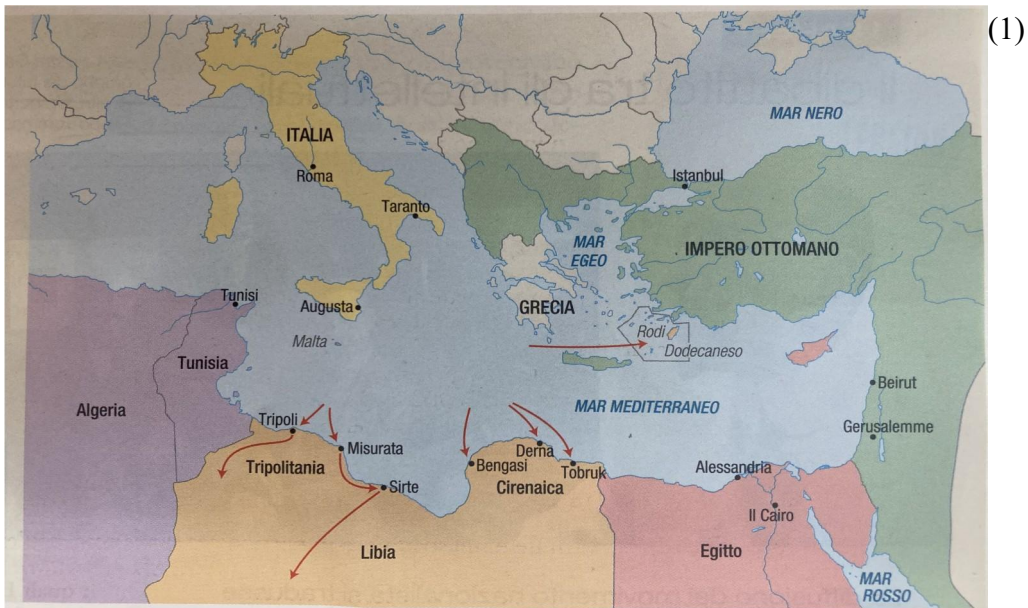 (1)
MAR NERO
ITALIA
Roma
Istanbul
Taranto
MAR
EGEO
IMPERO OTTOMANO
Tunisi
Augusta
GRECIA
Malta
Rodi
Dodecaneso
Tunisia
Algeria
Beirut
MAR MEDITERRANEO
Tripoli
Gerusalemme
Misurata
Derna
Tripolitania
Bengasi
Tobruk
Alessandria
Sirte
Cirenaica
Il Cairo
Libia
Egitto
MAR
ROSSO